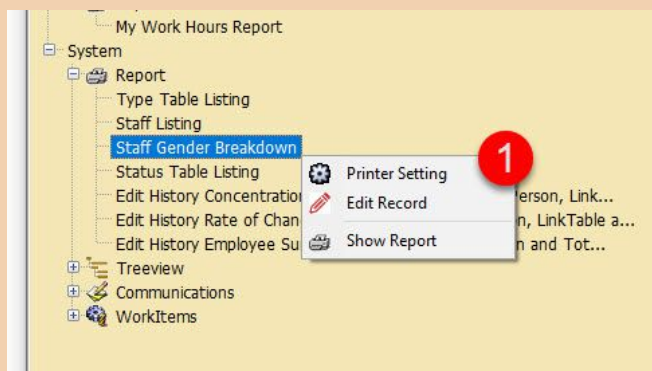 My Work Hours Report
System
Report
Type Table Listing
Staff Listing
Staff Gender Breakdown
1
Status Table Listing
Printer Setting
Edit History Concentration
Edit Record
Person, Link...
Edit History Rate of Chan
n, LinkTable a...
Edit History Employee Su
Show Report
n and Tot...
Treeview
Communications
WorkItems